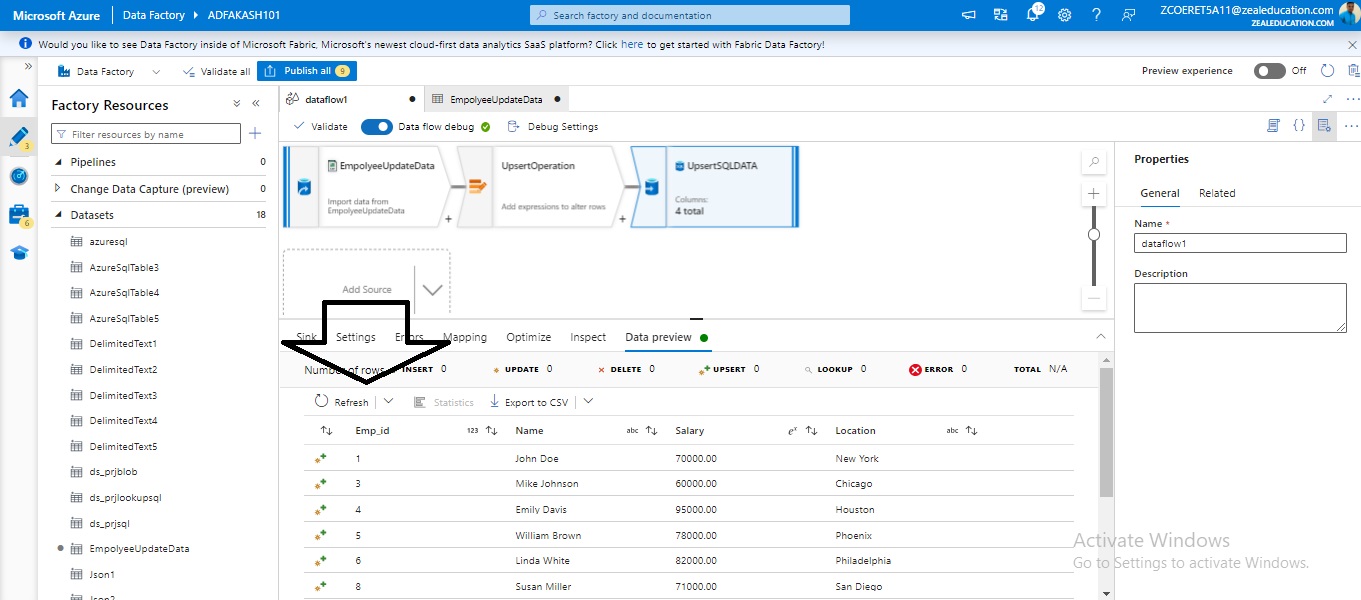 Microsoft Azure Data Factory ADFAKASH101 Search factory and documentation 12 ZCOERET5A11@zealeducation.com
ZEALEDUCATION.COM
Would you like to see Data Factory inside of Microsoft Fabric, Microsoft's newest cloud-first data analytics SaaS platform? Click here to get started with Fabric Data Factory!
Data Factory Validate all Publish all 9 Preview experience Off
Factory Resources
Filter resources by name
Pipelines 0
Change Data Capture (preview) 0
Datasets 18
azuresql
AzureSqlTable3
AzureSqlTable4
AzureSqlTable5
DelimitedText1
DelimitedText2
DelimitedText3
DelimitedText4
DelimitedText5
ds_prjblob
ds_prjlookupsql
ds_prjsql
EmpolyeeUpdateData
Json1
Json2
3
6
dataflow1 EmpolyeeUpdateData
Validate Data flow debug Debug Settings
EmpolyeeUpdateData
Import data from
EmpolyeeUpdateData
UpsertOperation
Add expressions to alter rows
UpsertSQLDATA
Columns:
4 total
Add Source
Sink Settings Errors Mapping Optimize Inspect Data preview
Number of rows INSERT 0 UPDATE 0 DELETE 0 UPSERT 0 LOOKUP 0 ERROR 0 TOTAL N/A
Refresh Statistics Export to CSV
Emp_id 123 Name abc Salary eˣ Location abc
1 John Doe 70000.00 New York
3 Mike Johnson 60000.00 Chicago
4 Emily Davis 95000.00 Houston
5 William Brown 78000.00 Phoenix
6 Linda White 82000.00 Philadelphia
8 Susan Miller 71000.00 San Diego
Properties
General Related
Name *
dataflow1
Description
Activate Windows
Go to Settings to activate Windows.